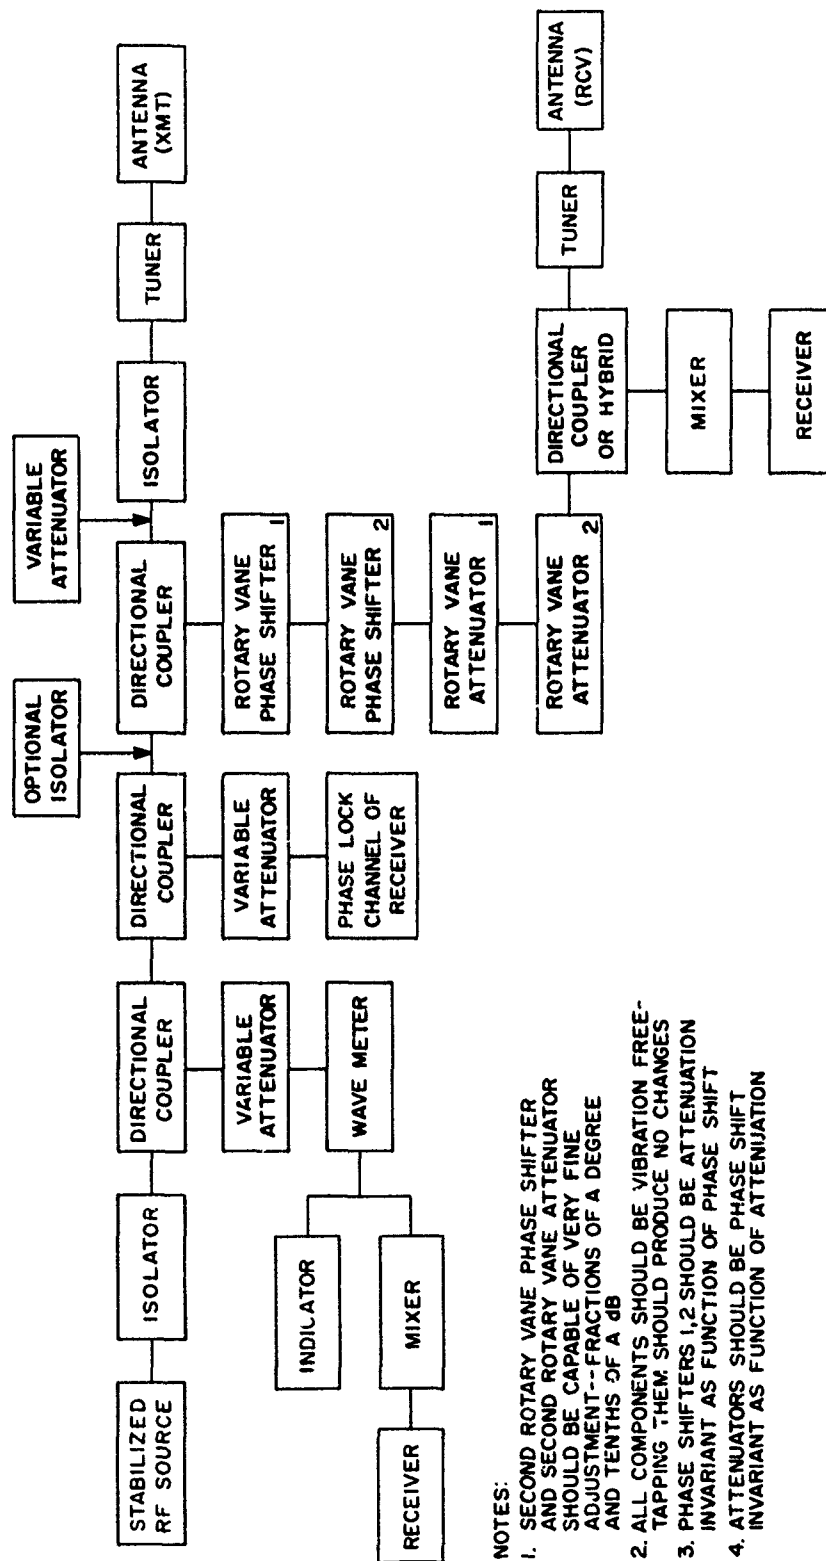 STABILIZED
RF SOURCE
ISOLATOR
DIRECTIONAL
COUPLER
DIRECTIONAL
COUPLER
OPTIONAL
ISOLATOR
DIRECTIONAL
COUPLER
VARIABLE
ATTENUATOR
ISOLATOR
TUNER
ANTENNA
(XMT)
VARIABLE
ATTENUATOR
WAVE METER
INDICATOR
MIXER
RECEIVER
VARIABLE
ATTENUATOR
PHASE LOCK
CHANNEL OF
RECEIVER
ROTARY VANE
PHASE SHIFTER 1
ROTARY VANE
PHASE SHIFTER 2
ROTARY VANE
ATTENUATOR 1
ROTARY VANE
ATTENUATOR 2
DIRECTIONAL
COUPLER
OR HYBRID
TUNER
ANTENNA
(RCV)
MIXER
RECEIVER
NOTES:
1. SECOND ROTARY VANE PHASE SHIFTER
AND SECOND ROTARY VANE ATTENUATOR
SHOULD BE CAPABLE OF VERY FINE
ADJUSTMENT--FRACTIONS OF A DEGREE
AND TENTHS OF A dB
2. ALL COMPONENTS SHOULD BE VIBRATION FREE-
TAPPING THEM SHOULD PRODUCE NO CHANGES
3. PHASE SHIFTERS 1,2 SHOULD BE ATTENUATION
INVARIANT AS FUNCTION OF PHASE SHIFT
4. ATTENUATORS SHOULD BE PHASE SHIFT
INVARIANT AS FUNCTION OF ATTENUATION